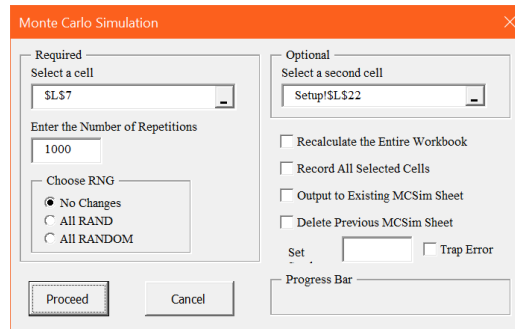 Monte Carlo Simulation
Required
Select a cell
$L$7
Enter the Number of Repetitions
1000
Choose RNG
No Changes
All RAND
All RANDOM
Proceed
Cancel
Optional
Select a second cell
Setup!$L$22
Recalculate the Entire Workbook
Record All Selected Cells
Output to Existing MCSim Sheet
Delete Previous MCSim Sheet
Set
Trap Error
Progress Bar